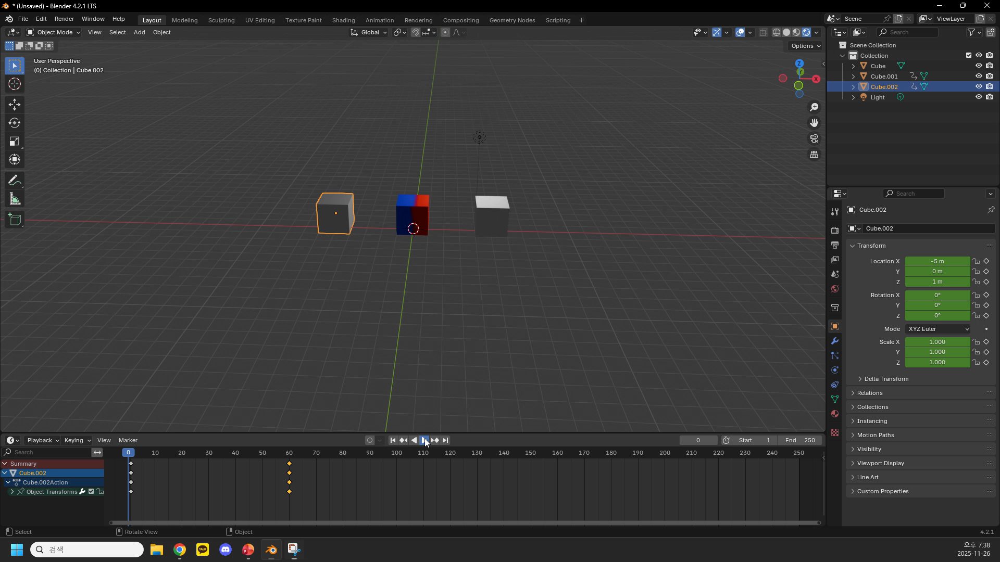 * (Unsaved) - Blender 4.2.1 LTS
File Edit Render Window Help Layout Modeling Sculpting UV Editing Texture Paint Shading Animation Rendering Compositing Geometry Nodes Scripting + Scene ViewLayer
Object Mode View Select Add Object Global Search
Options
User Perspective
(0) Collection | Cube.002
Z
Y
X
Scene Collection
Collection
Cube
Cube.001
Cube.002
Light
Search
Cube.002
Cube.002
Transform
Location X -5 m
Y 0 m
Z 1 m
Rotation X 0°
Y 0°
Z 0°
Mode XYZ Euler
Scale X 1.000
Y 1.000
Z 1.000
Delta Transform
Relations
Collections
Instancing
Motion Paths
Visibility
Viewport Display
Line Art
Custom Properties
Playback Keying View Marker 0 Start 1 End 250
Search 0 10 20 30 40 50 60 70 80 90 100 110 120 130 140 150 160 170 180 190 200 210 220 230 240 250
Summary
Cube.002
Cube.002Action
Object Transforms
Select Rotate View Object 4.2.1
검색
TALK
P
오후 7:38
2025-11-26